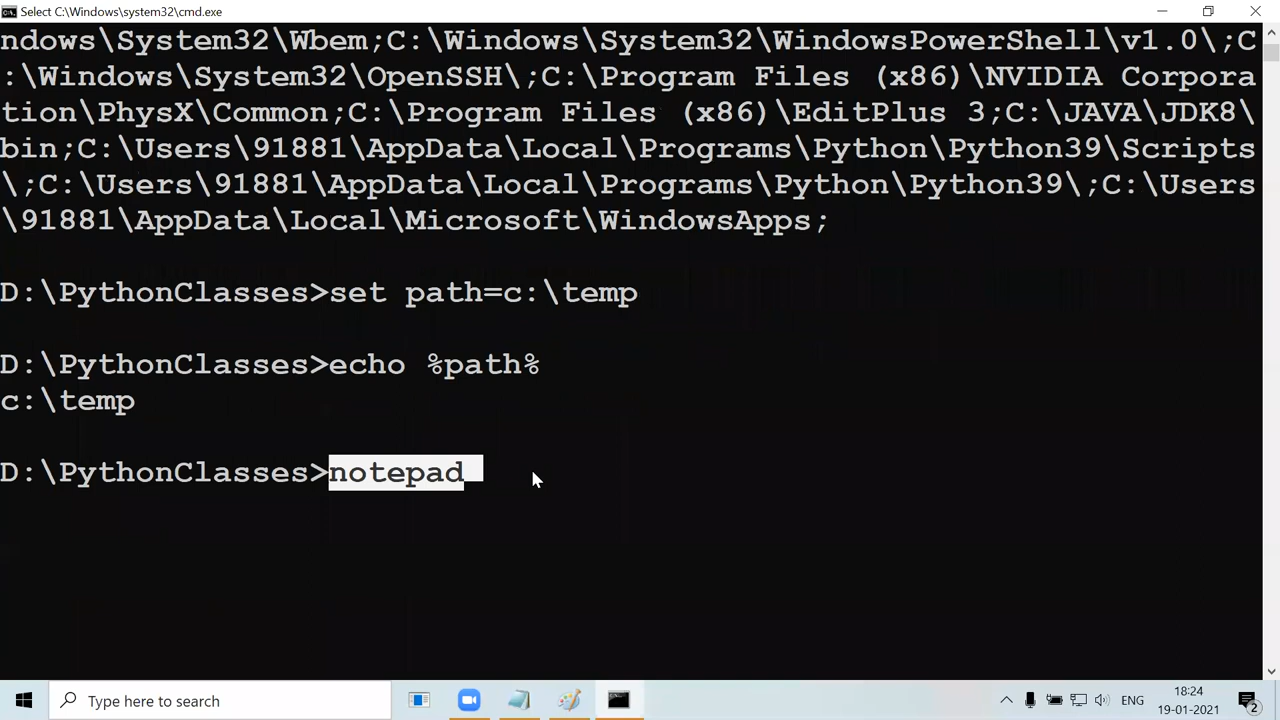 Select C:\Windows\system32\cmd.exe
ndows\System32\Wbem;C:\Windows\System32\WindowsPowerShell\v1.0\;C
:\Windows\System32\OpenSSH\;C:\Program Files (x86)\NVIDIA Corpora
tion\PhysX\Common;C:\Program Files (x86)\EditPlus 3;C:\JAVA\JDK8\
bin;C:\Users\91881\AppData\Local\Programs\Python\Python39\Scripts
\;C:\Users\91881\AppData\Local\Programs\Python\Python39\;C:\Users
\91881\AppData\Local\Microsoft\WindowsApps;
D:\PythonClasses>set path=c:\temp
D:\PythonClasses>echo %path%
c:\temp
D:\PythonClasses>notepad
Type here to search
ENG
18:24
19-01-2021
2